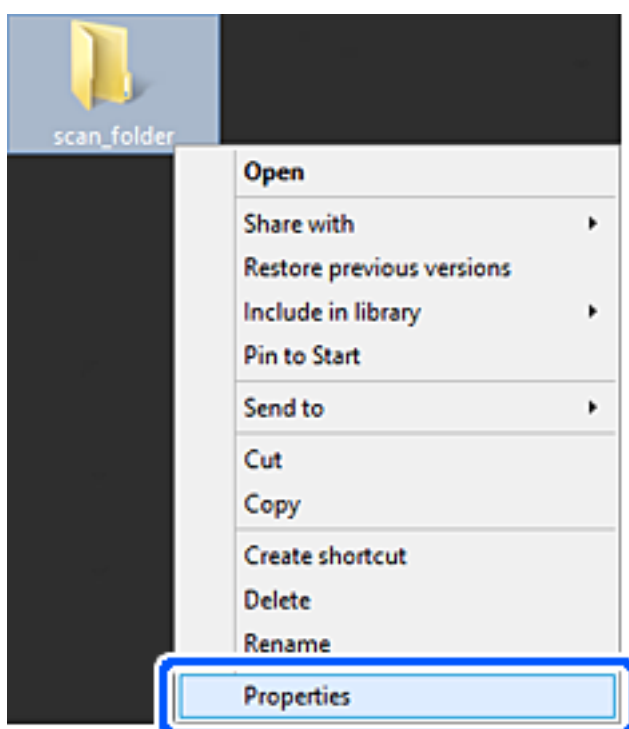 scan_folder
Open
Share with
Restore previous versions
Include in library
Pin to Start
Send to
Cut
Copy
Create shortcut
Delete
Rename
Properties